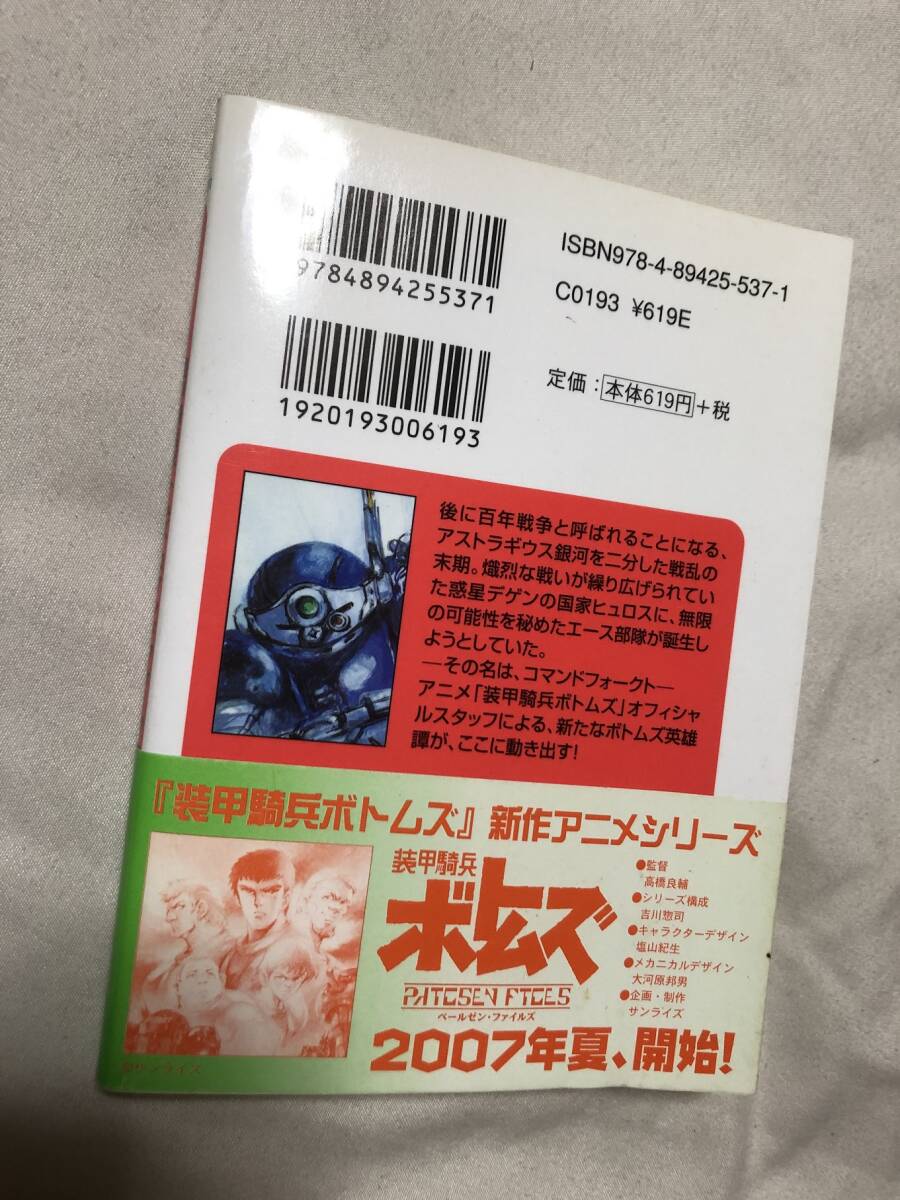 9784894255371
ISBN978-4-89425-537-1
C0193 ¥619E
1920193006193
定価：本体619円+税
後に百年戦争と呼ばれることになる、
アストラギウス銀河を二分した戦乱の
末期。熾烈な戦いが繰り広げられてい
た惑星デゲンの国家ヒュロスに、無限
の可能性を秘めたエース部隊が誕生し
ようとしていた。
―その名は、コマンドフォークト―
アニメ「装甲騎兵ボトムズ」オフィシャ
ルスタッフによる、新たなボトムズ英雄
譚が、ここに動き出す!
『装甲騎兵ボトムズ』新作アニメシリーズ
装甲騎兵
ボトムズ
ペールゼン・ファイルズ
2007年夏、開始!
●監督
高橋良輔
●シリーズ構成
吉川惣司
●キャラクターデザイン
塩山紀生
●メカニカルデザイン
大河原邦男
●企画・制作
サンライズ
©サンライズ